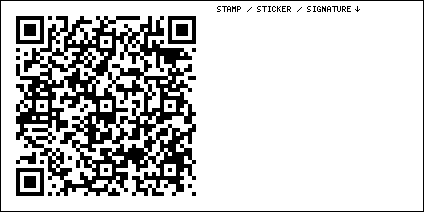 STAMP / STICKER / SIGNATURE ↓